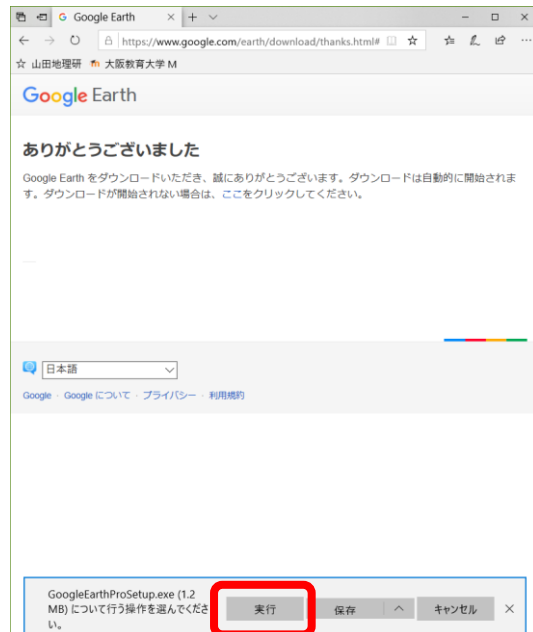 Google Earth
https://www.google.com/earth/download/thanks.html#
山田地理研 大阪教育大学 M
Google Earth
ありがとうございました
Google Earth をダウンロードいただき、誠にありがとうございます。ダウンロードは自動的に開始されま
す。ダウンロードが開始されない場合は、ここをクリックしてください。
日本語
Google · Google について · プライバシー · 利用規約
GoogleEarthProSetup.exe (1.2
MB) について行う操作を選んでくださ
い。
実行 保存 キャンセル